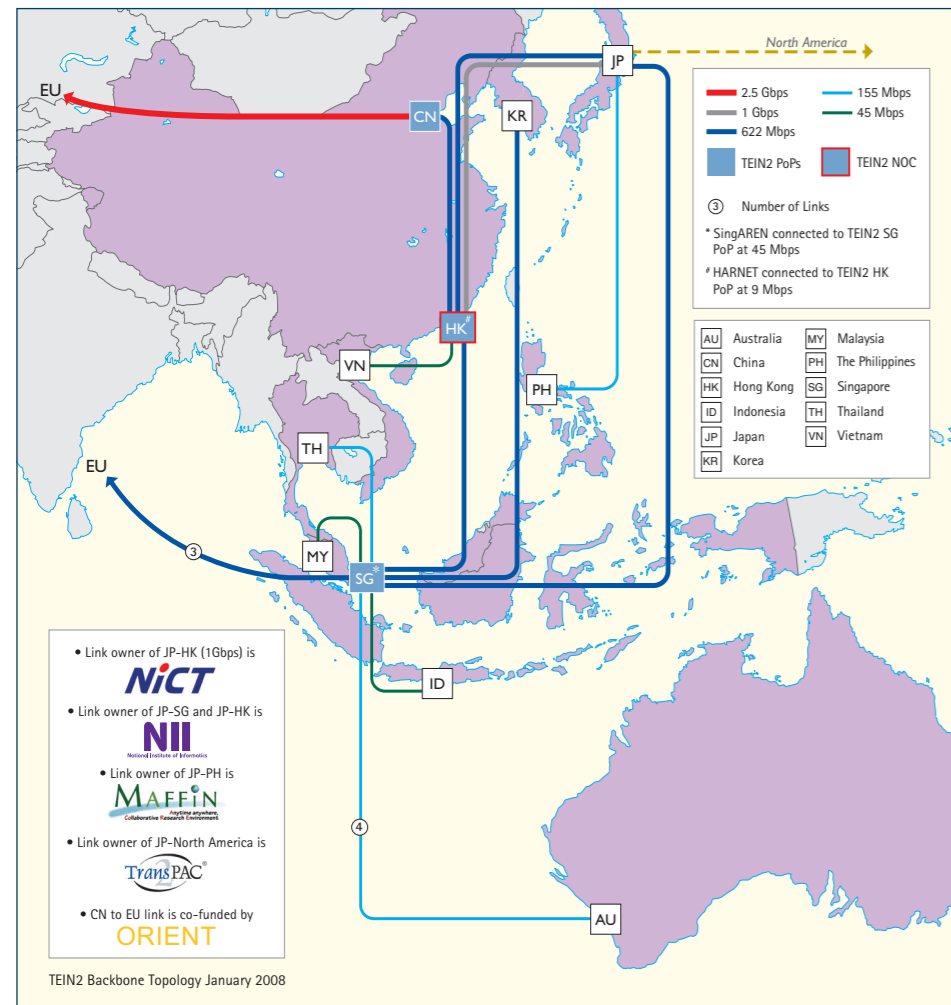 North America
JP
EU
CN
KR
2.5 Gbps
155 Mbps
1 Gbps
45 Mbps
622 Mbps
TEIN2 PoPs
TEIN2 NOC
3 Number of Links
* SingAREN connected to TEIN2 SG
PoP at 45 Mbps
# HARNET connected to TEIN2 HK
PoP at 9 Mbps
HK#
VN
PH
AU Australia
MY Malaysia
CN China
PH The Philippines
HK Hong Kong
SG Singapore
ID Indonesia
TH Thailand
JP Japan
VN Vietnam
KR Korea
TH
EU
3
MY
SG*
ID
4
AU
• Link owner of JP-HK (1Gbps) is
NiCT
• Link owner of JP-SG and JP-HK is
NII
National Institute of Informatics
• Link owner of JP-PH is
MAFFiN
Anytime anywhere,
Collaborative Research Environment
• Link owner of JP-North America is
TransPAC2®
• CN to EU link is co-funded by
ORIENT
TEIN2 Backbone Topology January 2008